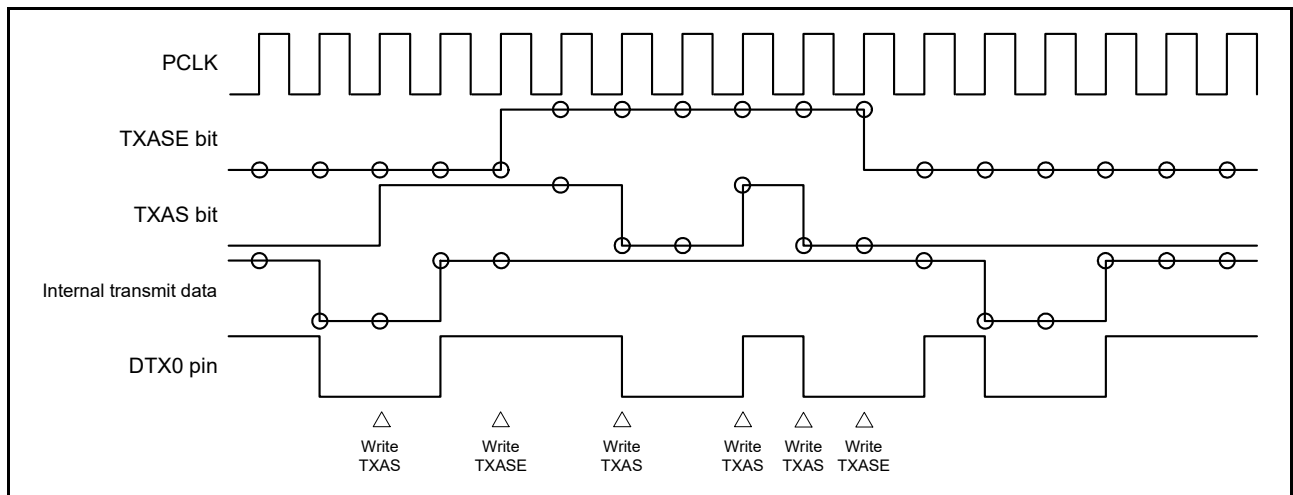 PCLK
TXASE bit
TXAS bit
Internal transmit data
DTX0 pin
Write
TXAS
Write
TXASE
Write
TXAS
Write
TXAS
Write
TXAS
Write
TXASE